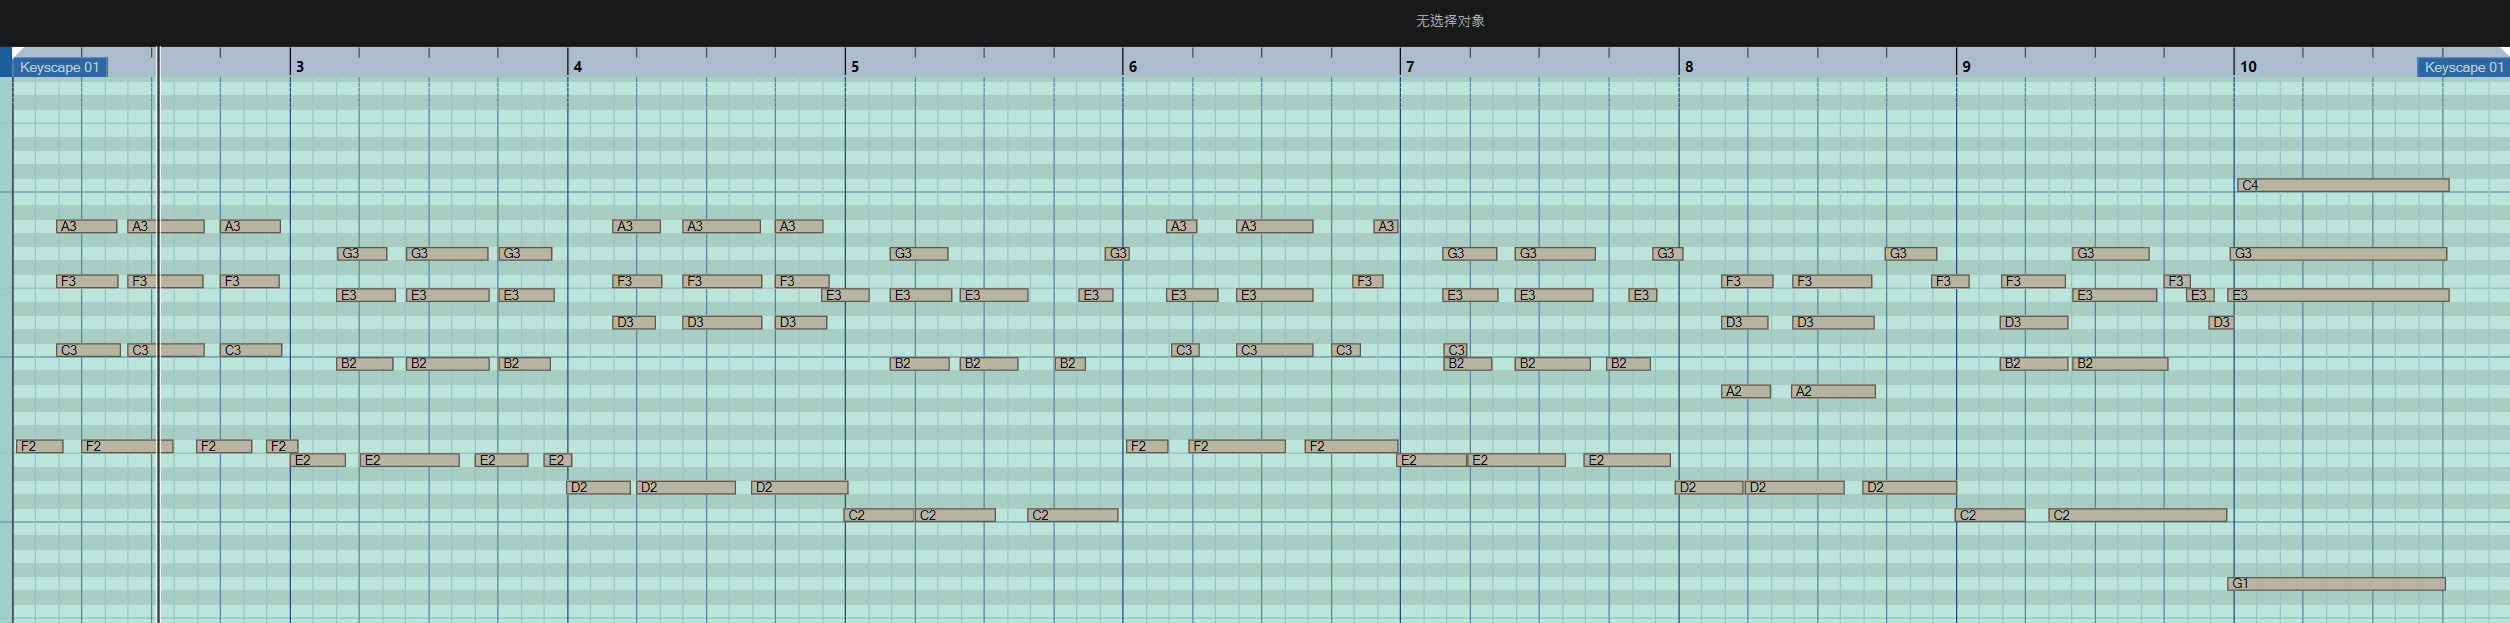 无选择对象
Keyscape 01 3 4 5 6 7 8 9 10 Keyscape 01
C4
A3 A3 A3 A3 A3 A3 A3 A3 A3
G3 G3 G3 G3 G3 G3 G3 G3 G3 G3 G3
F3 F3 F3 F3 F3 F3 F3 F3 F3 F3 F3 F3
E3 E3 E3 E3 E3 E3 E3 E3 E3 E3 E3 E3 E3 E3 E3
D3 D3 D3 D3 D3 D3 D3
C3 C3 C3 C3 C3 C3 C3
B2 B2 B2 B2 B2 B2 B2 B2 B2 B2 B2
A2 A2
F2 F2 F2 F2 F2 F2 F2
E2 E2 E2 E2 E2 E2 E2
D2 D2 D2 D2 D2 D2
C2 C2 C2 C2 C2
G1